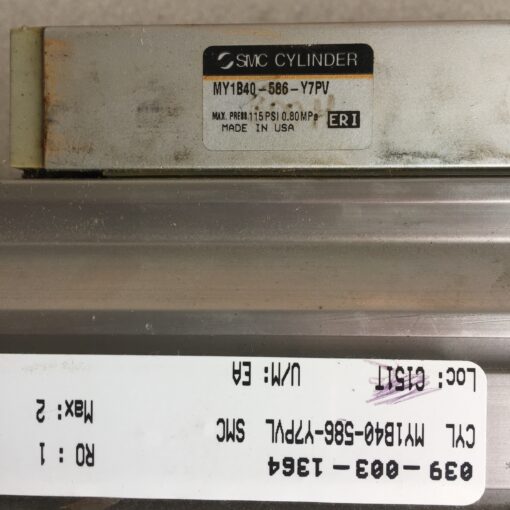 SMC CYLINDER
MY1B40-586-Y7PV
MAX. PRESS. 115 PSI 0.80MPa ERI
MADE IN USA
039-003-1364
CYL MY1B40-586-Y7PVL SMC
RO: 1
Max: 2
Loc: C151T U/M: EA